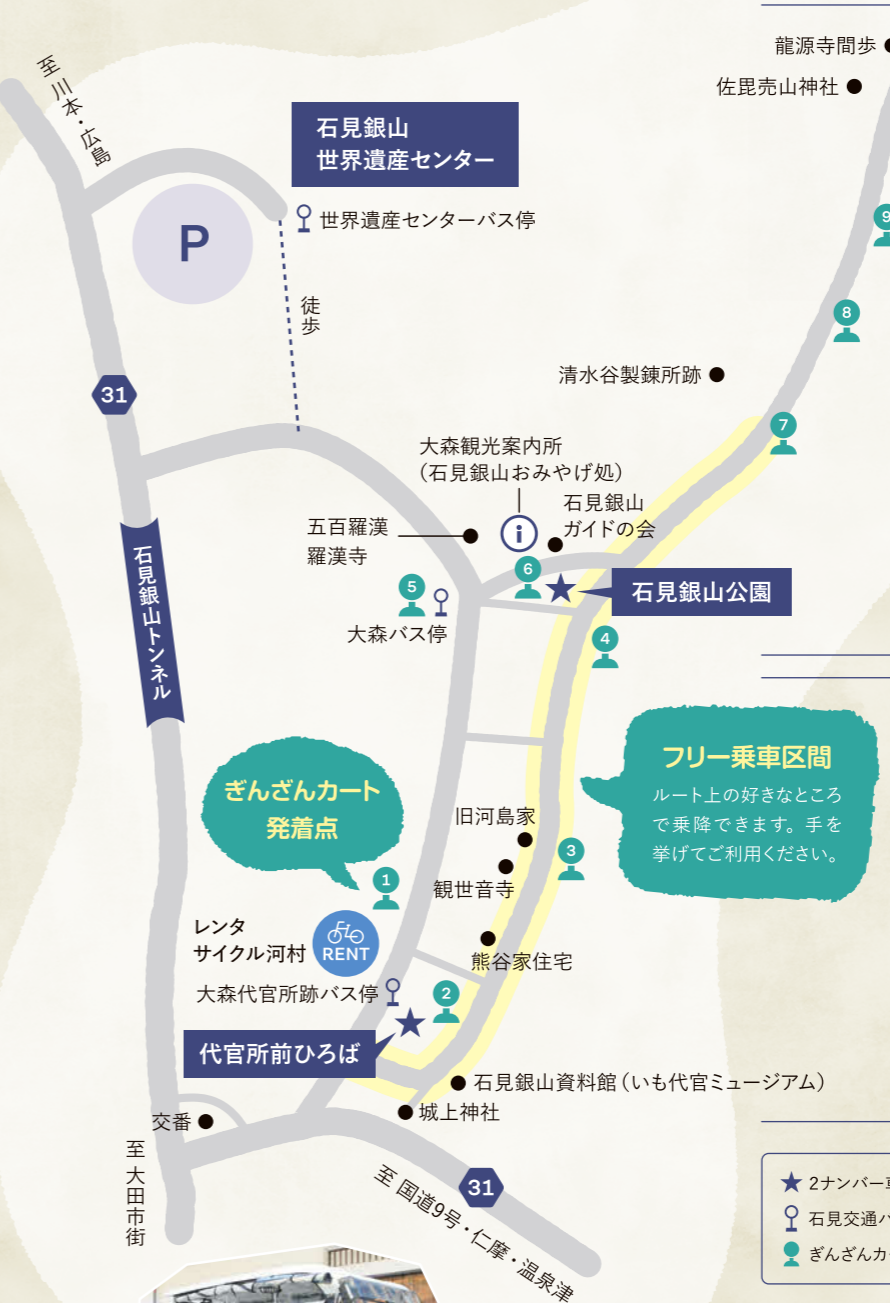 龍源寺間歩
佐毘売山神社
至 川本・広島
石見銀山
世界遺産センター
世界遺産センターバス停
P
徒歩
9
8
31
清水谷製錬所跡
7
大森観光案内所
(石見銀山おみやげ処)
石見銀山
ガイドの会
i
五百羅漢
羅漢寺
6
石見銀山公園
5
大森バス停
4
石見銀山トンネル
フリー乗車区間
ルート上の好きなところ
で乗降できます。手を
挙げてご利用ください。
ぎんざんカート
発着点
旧河島家
3
観世音寺
1
レンタ
サイクル河村
RENT
熊谷家住宅
大森代官所跡バス停
2
代官所前ひろば
石見銀山資料館(いも代官ミュージアム)
城上神社
交番
至 大田市街
至 国道9号・仁摩・温泉津
31
2ナンバー
石見交通
ぎんざんカ